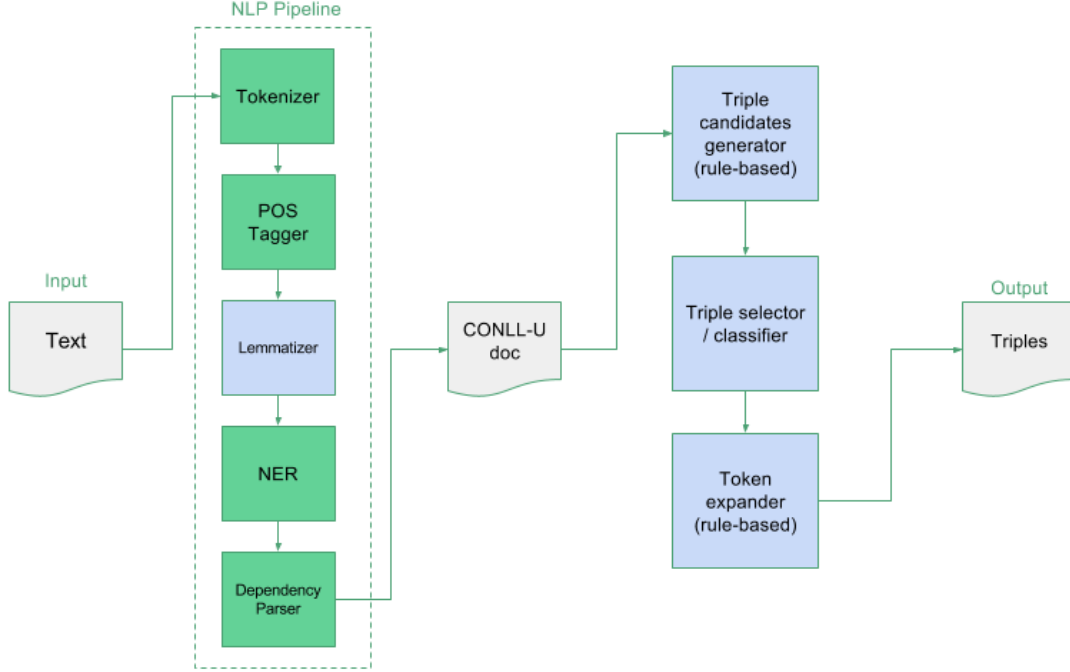 NLP Pipeline
Tokenizer
POS
Tagger
Lemmatizer
NER
Dependency
Parser
Input
Text
CONLL-U
doc
Triple
candidates
generator
(rule-based)
Triple selector
/ classifier
Token
expander
(rule-based)
Output
Triples